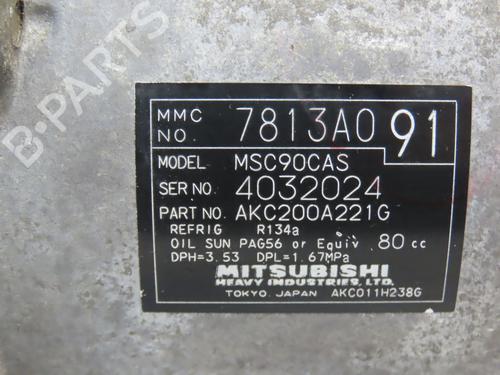 B-Parts
MMC NO. 7813A091
MODEL MSC90CAS
SER NO. 4032024
PART NO. AKC200A221G
REFRIG R134a
OIL SUN PAG56 or Equiv 80 cc
DPH=3.53 DPL=1.67MPa
MITSUBISHI
HEAVY INDUSTRIES, LTD.
TOKYO, JAPAN AKC011H238G